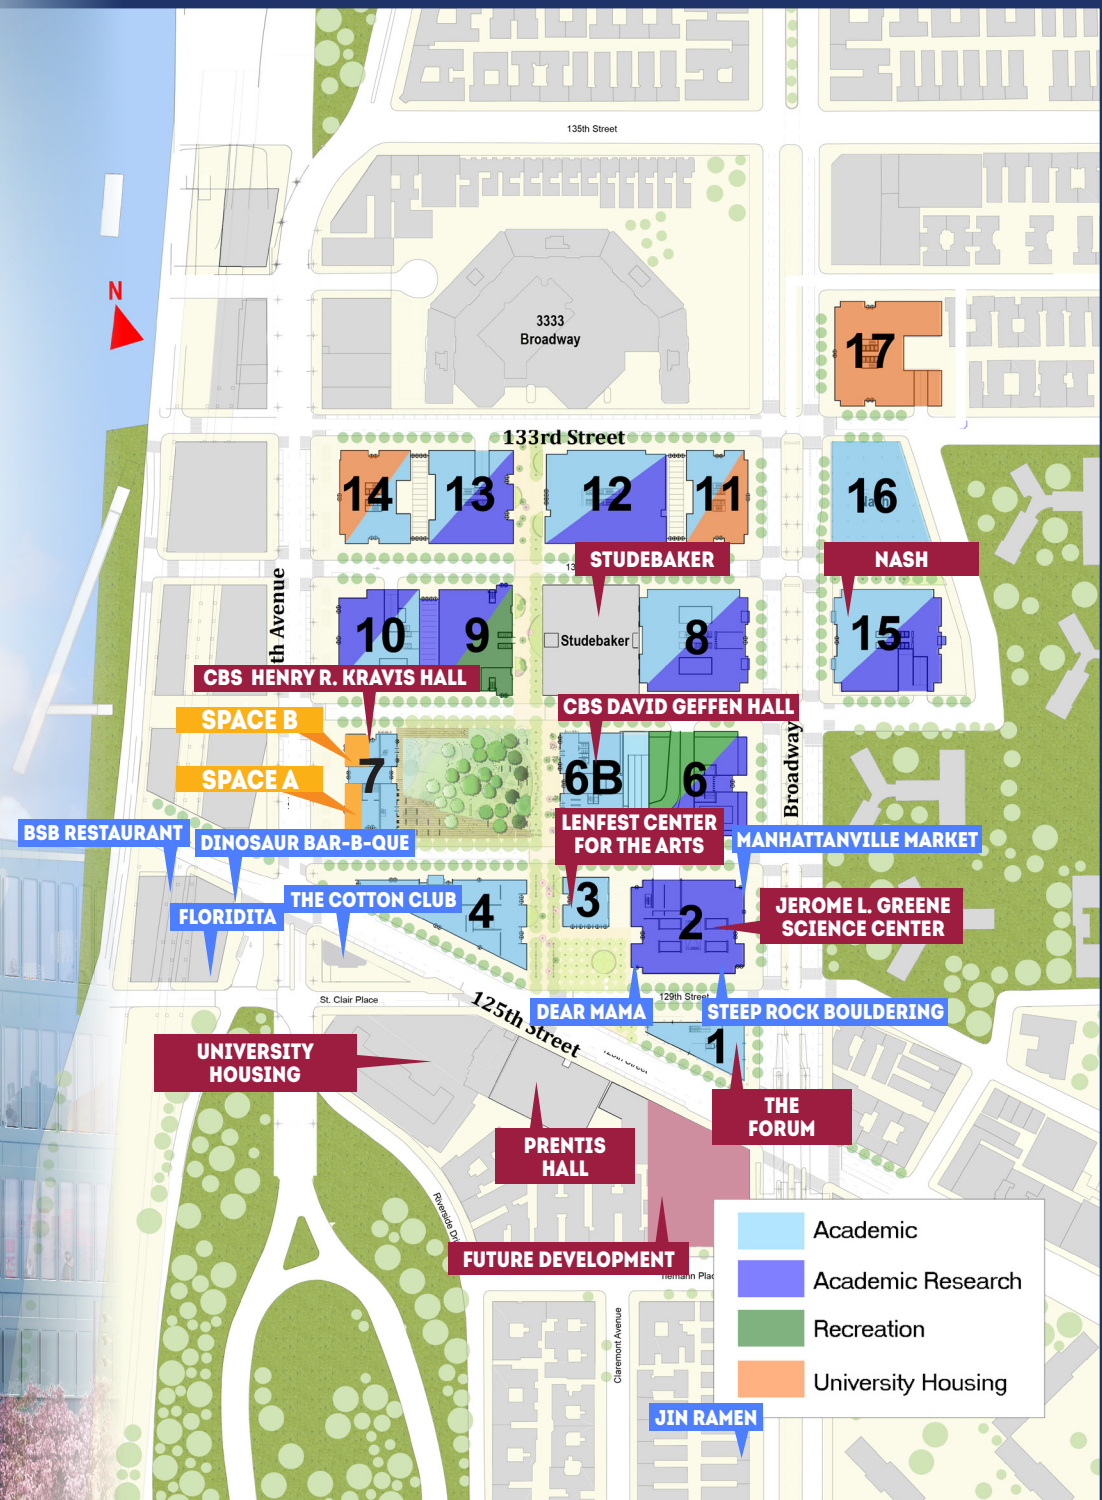 135th Street
N
3333
Broadway
17
133rd Street
14
13
12
11
16
STUDEBAKER
NASH
th Avenue
10
9
Studebaker
8
15
CBS HENRY R. KRAVIS HALL
SPACE B
CBS DAVID GEFFEN HALL
Broadway
7
6B
6
SPACE A
LENFEST CENTER
FOR THE ARTS
BSB RESTAURANT
DINOSAUR BAR-B-QUE
MANHATTANVILLE MARKET
THE COTTON CLUB
FLORIDITA
4
3
2
JEROME L. GREENE
SCIENCE CENTER
St. Clair Place
125th Street
129th Street
DEAR MAMA
STEEP ROCK BOULDERING
1
UNIVERSITY
HOUSING
THE
FORUM
PRENTIS
HALL
Riverside Dri
FUTURE DEVELOPMENT
Academic
Academic Research
Recreation
University Housing
Claremont Avenue
JIN RAMEN